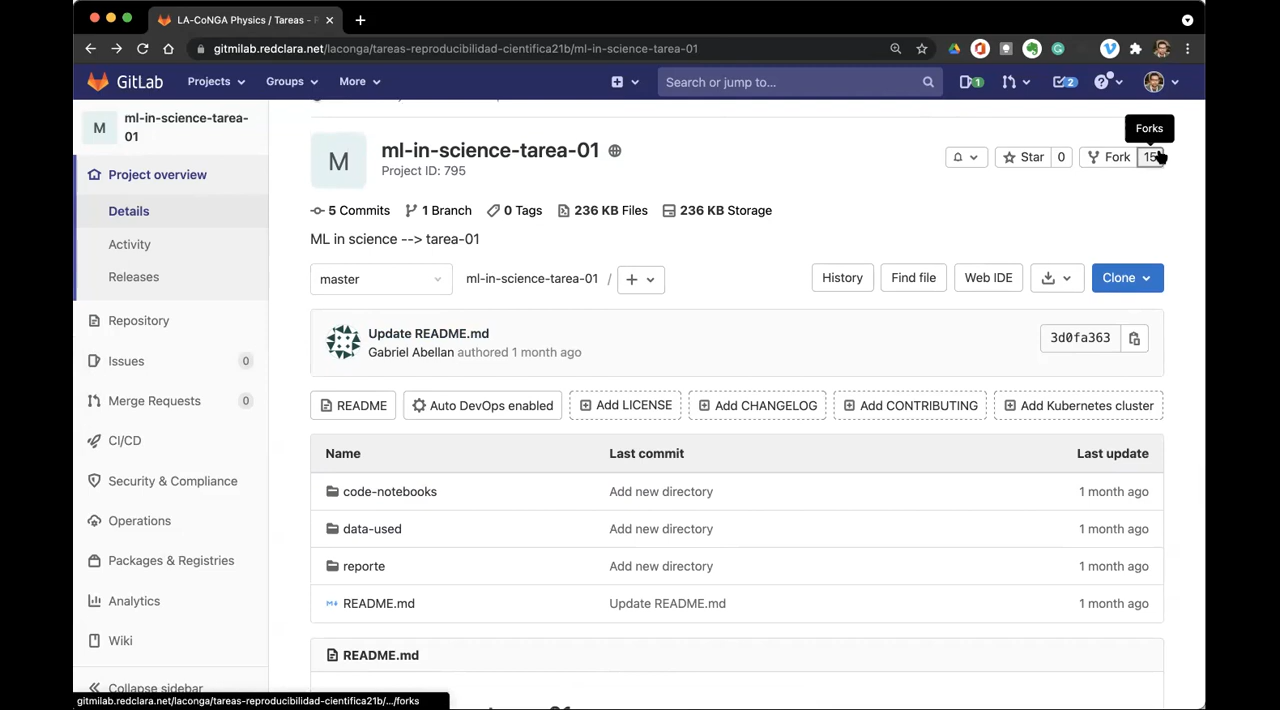 LA-CoNGA Physics / Tareas - 
gitmilab.redclara.net/laconga/tareas-reproducibilidad-cientifica21b/ml-in-science-tarea-01
GitLab Projects Groups More Search or jump to... 1 2
M ml-in-science-tarea-01
Forks
Project overview
Details
Activity
Releases
Repository
Issues 0
Merge Requests 0
CI/CD
Security & Compliance
Operations
Packages & Registries
Analytics
Wiki
Collapse sidebar
M
ml-in-science-tarea-01
Project ID: 795
Star 0 Fork 15
5 Commits 1 Branch 0 Tags 236 KB Files 236 KB Storage
ML in science --> tarea-01
master ml-in-science-tarea-01 / History Find file Web IDE Clone
Update README.md
Gabriel Abellan authored 1 month ago
3d0fa363
README Auto DevOps enabled Add LICENSE Add CHANGELOG Add CONTRIBUTING Add Kubernetes cluster
Name Last commit Last update
code-notebooks Add new directory 1 month ago
data-used Add new directory 1 month ago
reporte Add new directory 1 month ago
README.md Update README.md 1 month ago
README.md
gitmilab.redclara.net/laconga/tareas-reproducibilidad-cientifica21b/.../forks